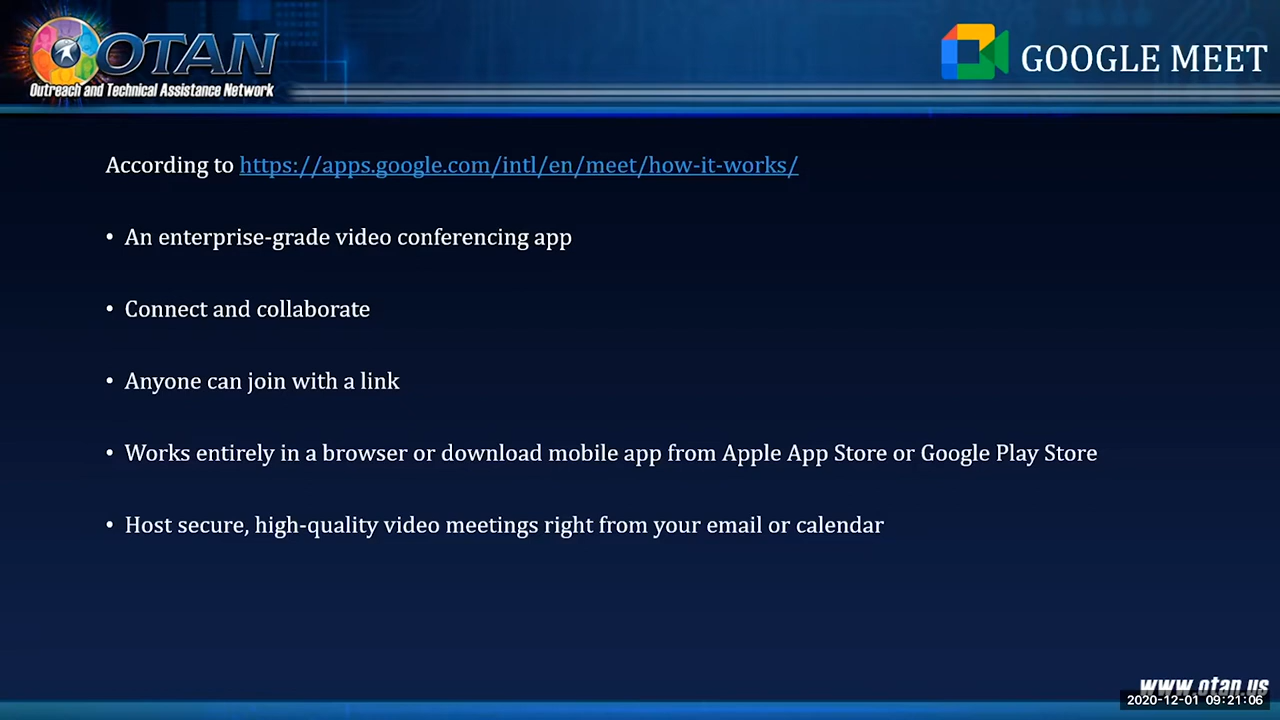 OTAN
Outreach and Technical Assistance Network
GOOGLE MEET
According to https://apps.google.com/intl/en/meet/how-it-works/
• An enterprise-grade video conferencing app
• Connect and collaborate
• Anyone can join with a link
• Works entirely in a browser or download mobile app from Apple App Store or Google Play Store
• Host secure, high-quality video meetings right from your email or calendar
www.otan.us
2020-12-01 09:21:06